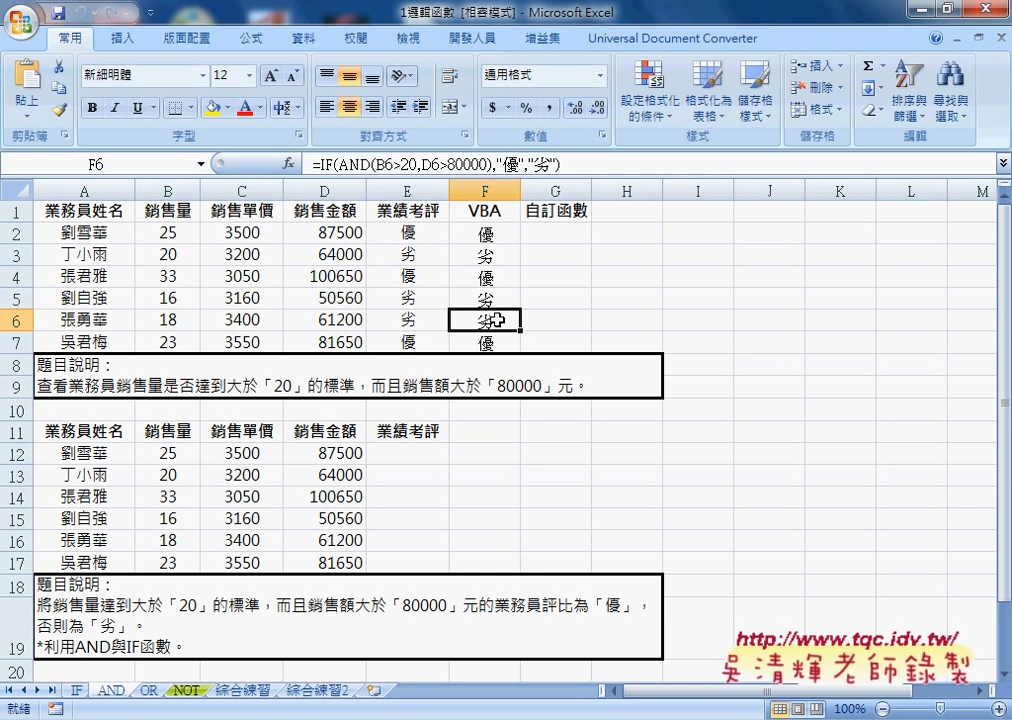 1邏輯函數 [相容模式] - Microsoft Excel
常用 插入 版面配置 公式 資料 校閱 檢視 開發人員 增益集 Universal Document Converter
貼上 新細明體 12 通用格式 設定格式化的條件 格式化為表格 儲存格樣式 插入 刪除 格式 排序與篩選 尋找與選取
剪貼簿 字型 對齊方式 數值 樣式 儲存格 編輯
F6 fx =IF(AND(B6>20,D6>80000),"優","劣")
A B C D E F G H I J K L M
1 業務員姓名 銷售量 銷售單價 銷售金額 業績考評 VBA 自訂函數
2 劉雪華 25 3500 87500 優 優
3 丁小雨 20 3200 64000 劣 劣
4 張君雅 33 3050 100650 優 優
5 劉自強 16 3160 50560 劣 劣
6 張勇華 18 3400 61200 劣 劣
7 吳君梅 23 3550 81650 優 優
8 題目說明：
9 查看業務員銷售量是否達到大於「20」的標準，而且銷售額大於「80000」元。
10
11 業務員姓名 銷售量 銷售單價 銷售金額 業績考評
12 劉雪華 25 3500 87500
13 丁小雨 20 3200 64000
14 張君雅 33 3050 100650
15 劉自強 16 3160 50560
16 張勇華 18 3400 61200
17 吳君梅 23 3550 81650
18 題目說明：
將銷售量達到大於「20」的標準，而且銷售額大於「80000」元的業務員評比為「優」，
否則為「劣」。
19 *利用AND與IF函數。
20
http://www.tqc.idv.tw/
吳清輝老師錄製
IF AND OR NOT 綜合練習 綜合練習2
就緒 100%